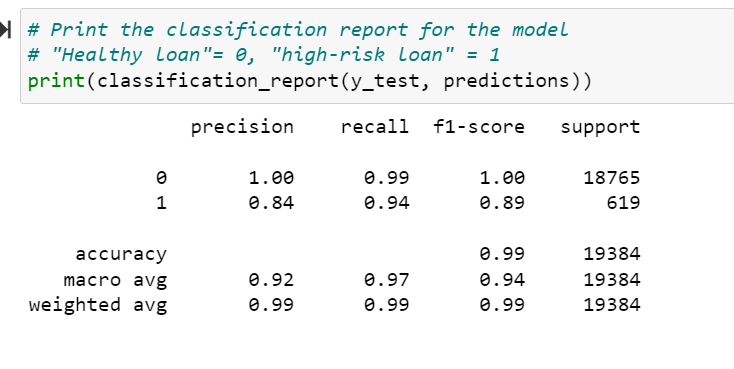 # Print the classification report for the model
# "Healthy loan"= 0, "high-risk loan" = 1
print(classification_report(y_test, predictions))
precision recall f1-score support
0 1.00 0.99 1.00 18765
1 0.84 0.94 0.89 619
accuracy 0.99 19384
macro avg 0.92 0.97 0.94 19384
weighted avg 0.99 0.99 0.99 19384